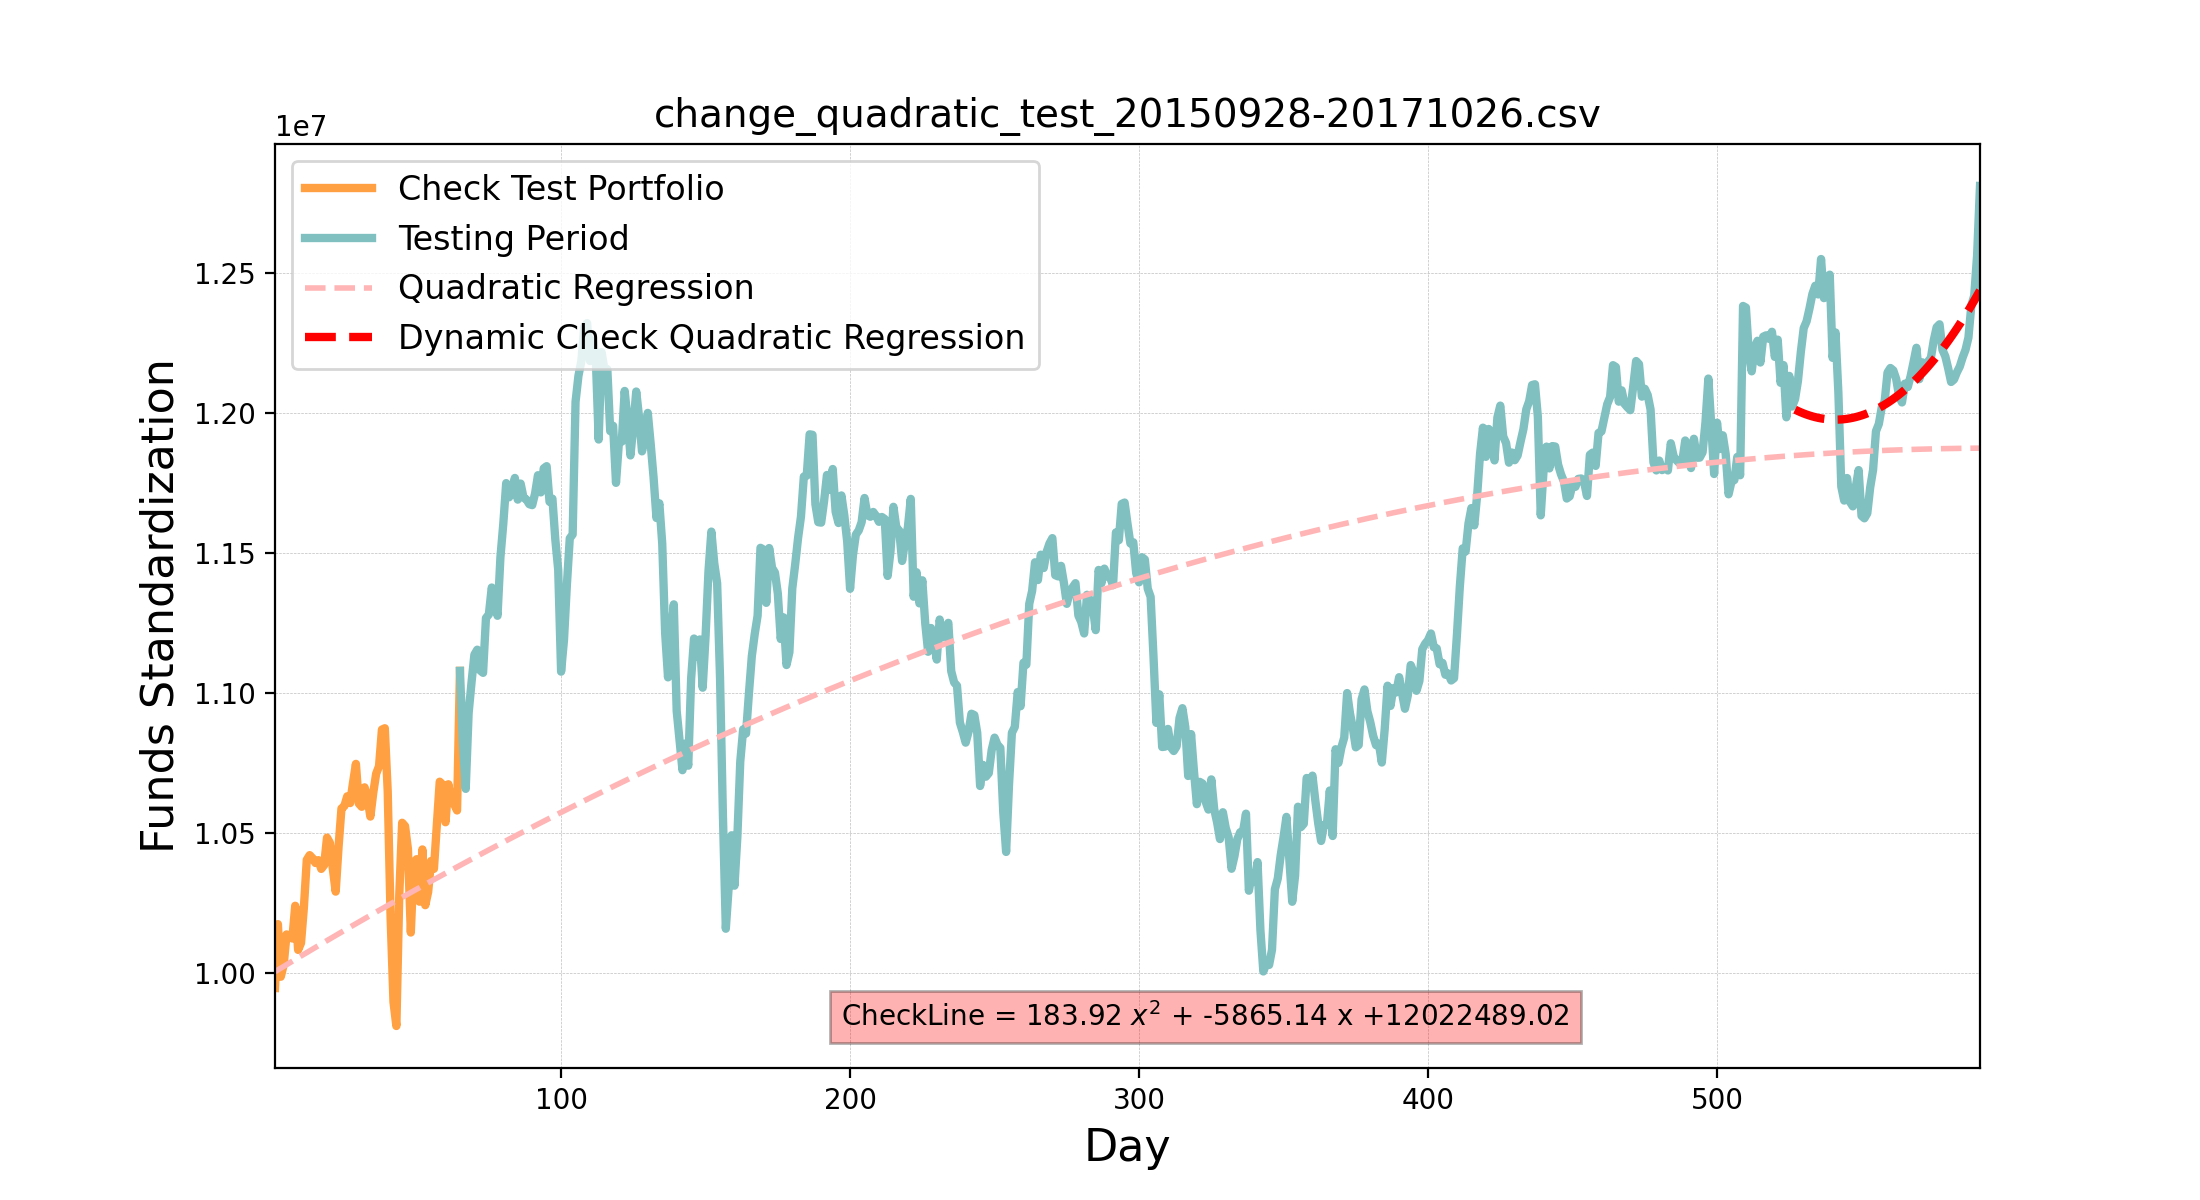 change_quadratic_test_20150928-20171026.csv
1e7
Check Test Portfolio
Testing Period
Quadratic Regression
Dynamic Check Quadratic Regression
1.25
1.20
1.15
1.10
1.05
1.00
Funds Standardization
CheckLine = 183.92 x² + -5865.14 x +12022489.02
100 200 300 400 500
Day